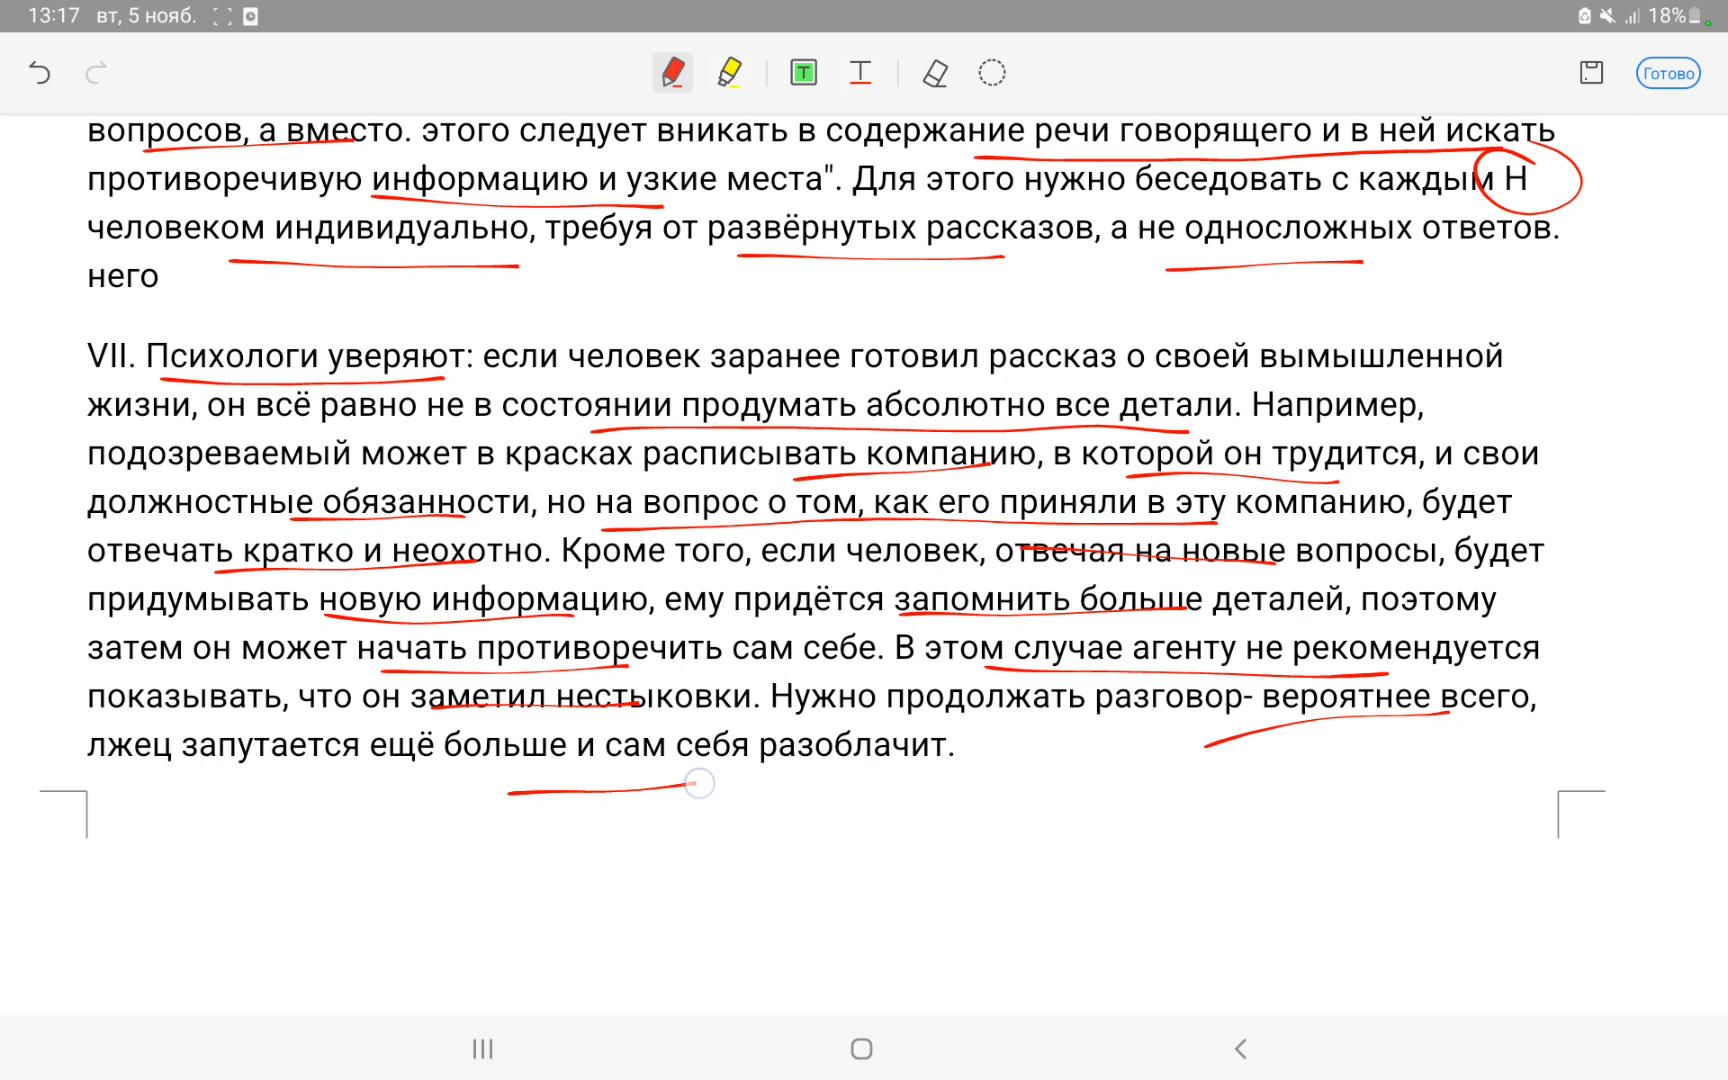 13:17 вт, 5 нояб. 18%
T T Готово
вопросов, а вместо. этого следует вникать в содержание речи говорящего и в ней искать
противоречивую информацию и узкие места". Для этого нужно беседовать с каждым Н
человеком индивидуально, требуя от развёрнутых рассказов, а не односложных ответов.
него
VII. Психологи уверяют: если человек заранее готовил рассказ о своей вымышленной
жизни, он всё равно не в состоянии продумать абсолютно все детали. Например,
подозреваемый может в красках расписывать компанию, в которой он трудится, и свои
должностные обязанности, но на вопрос о том, как его приняли в эту компанию, будет
отвечать кратко и неохотно. Кроме того, если человек, отвечая на новые вопросы, будет
придумывать новую информацию, ему придётся запомнить больше деталей, поэтому
затем он может начать противоречить сам себе. В этом случае агенту не рекомендуется
показывать, что он заметил нестыковки. Нужно продолжать разговор- вероятнее всего,
лжец запутается ещё больше и сам себя разоблачит.